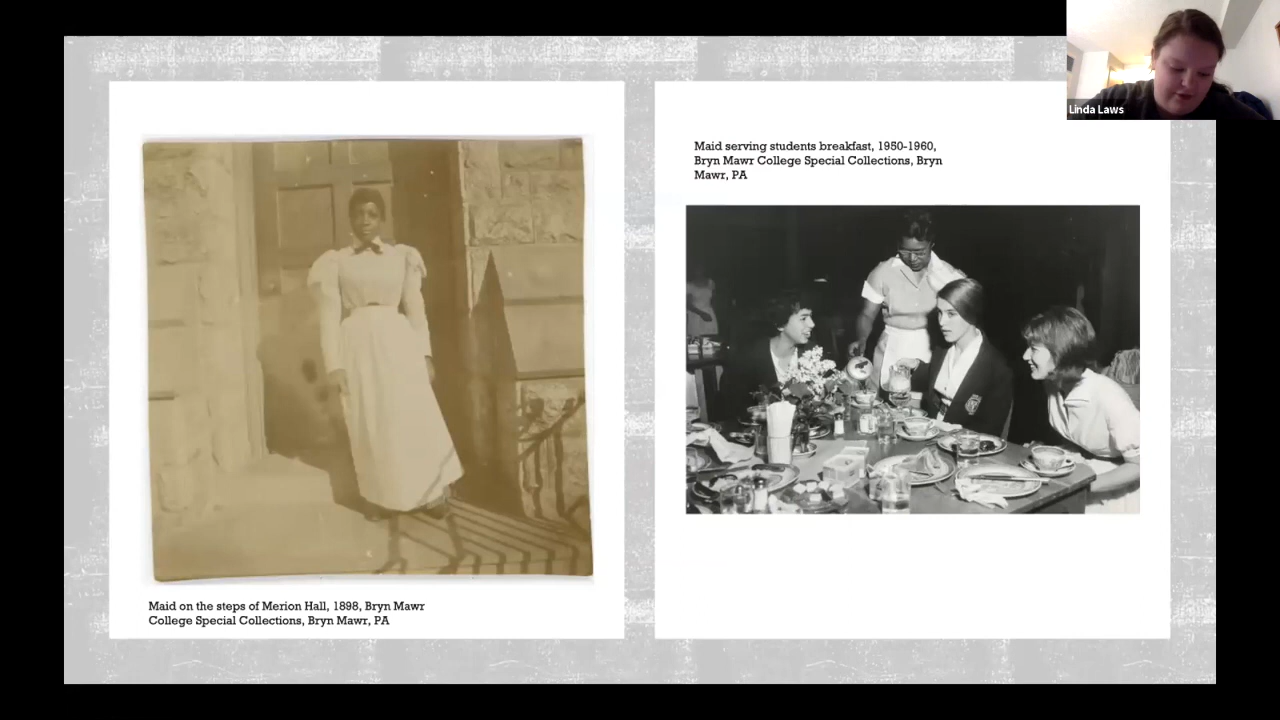 Linda Laws
Maid serving students breakfast, 1950-1960,
Bryn Mawr College Special Collections, Bryn
Mawr, PA
Maid on the steps of Merion Hall, 1898, Bryn Mawr
College Special Collections, Bryn Mawr, PA